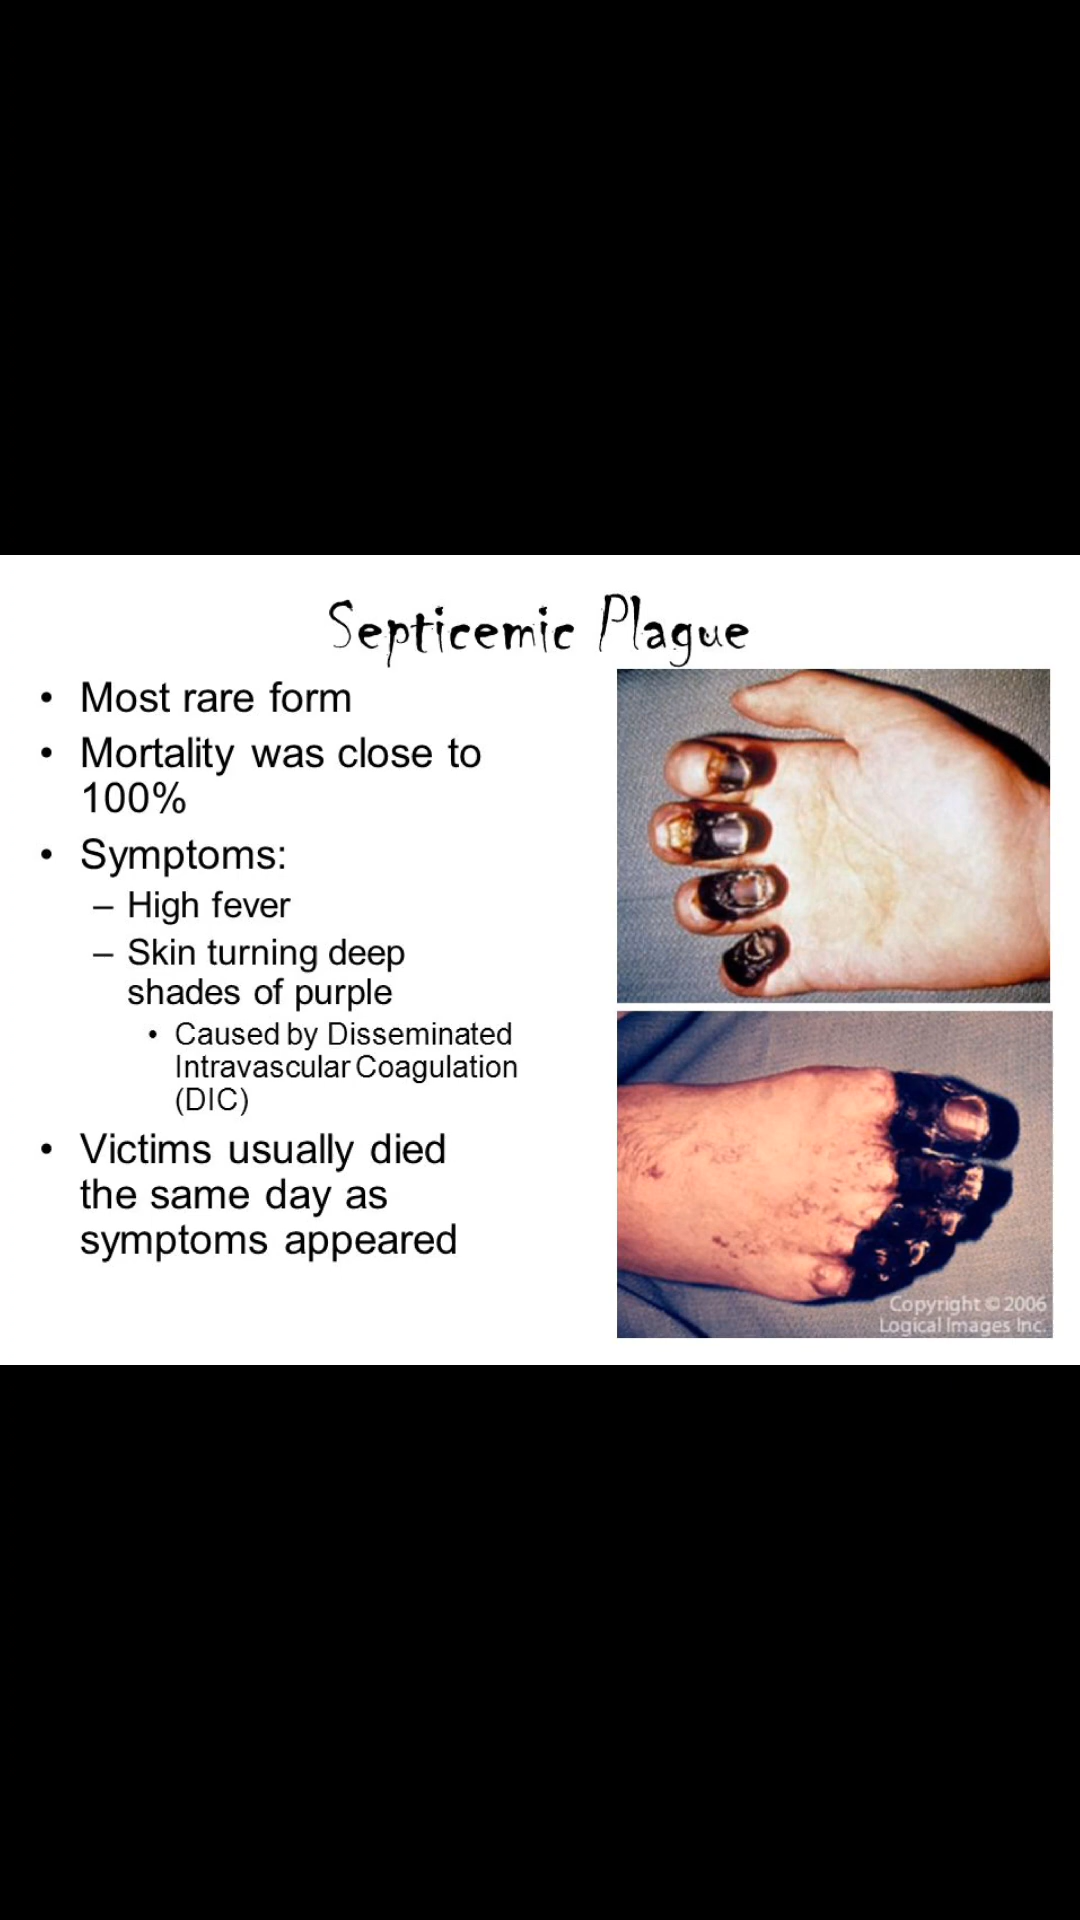 Septicemic Plague
• Most rare form
• Mortality was close to
100%
• Symptoms:
– High fever
– Skin turning deep
shades of purple
• Caused by Disseminated
Intravascular Coagulation
(DIC)
• Victims usually died
the same day as
symptoms appeared
Copyright © 2006
Logical Images Inc.